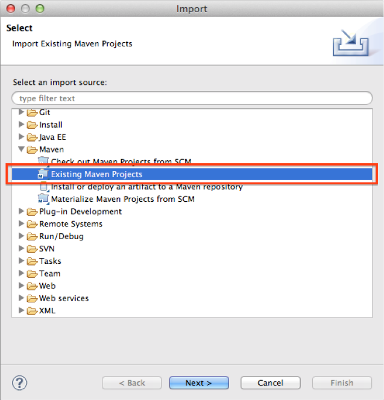 Import
Select
Import Existing Maven Projects
Select an import source:
type filter text
Git
Install
Java EE
Maven
Check out Maven Projects from SCM
Existing Maven Projects
Install or deploy an artifact to a Maven repository
Materialize Maven Projects from SCM
Plug-in Development
Remote Systems
Run/Debug
SVN
Tasks
Team
Web
Web services
XML
?
< Back
Next >
Cancel
Finish